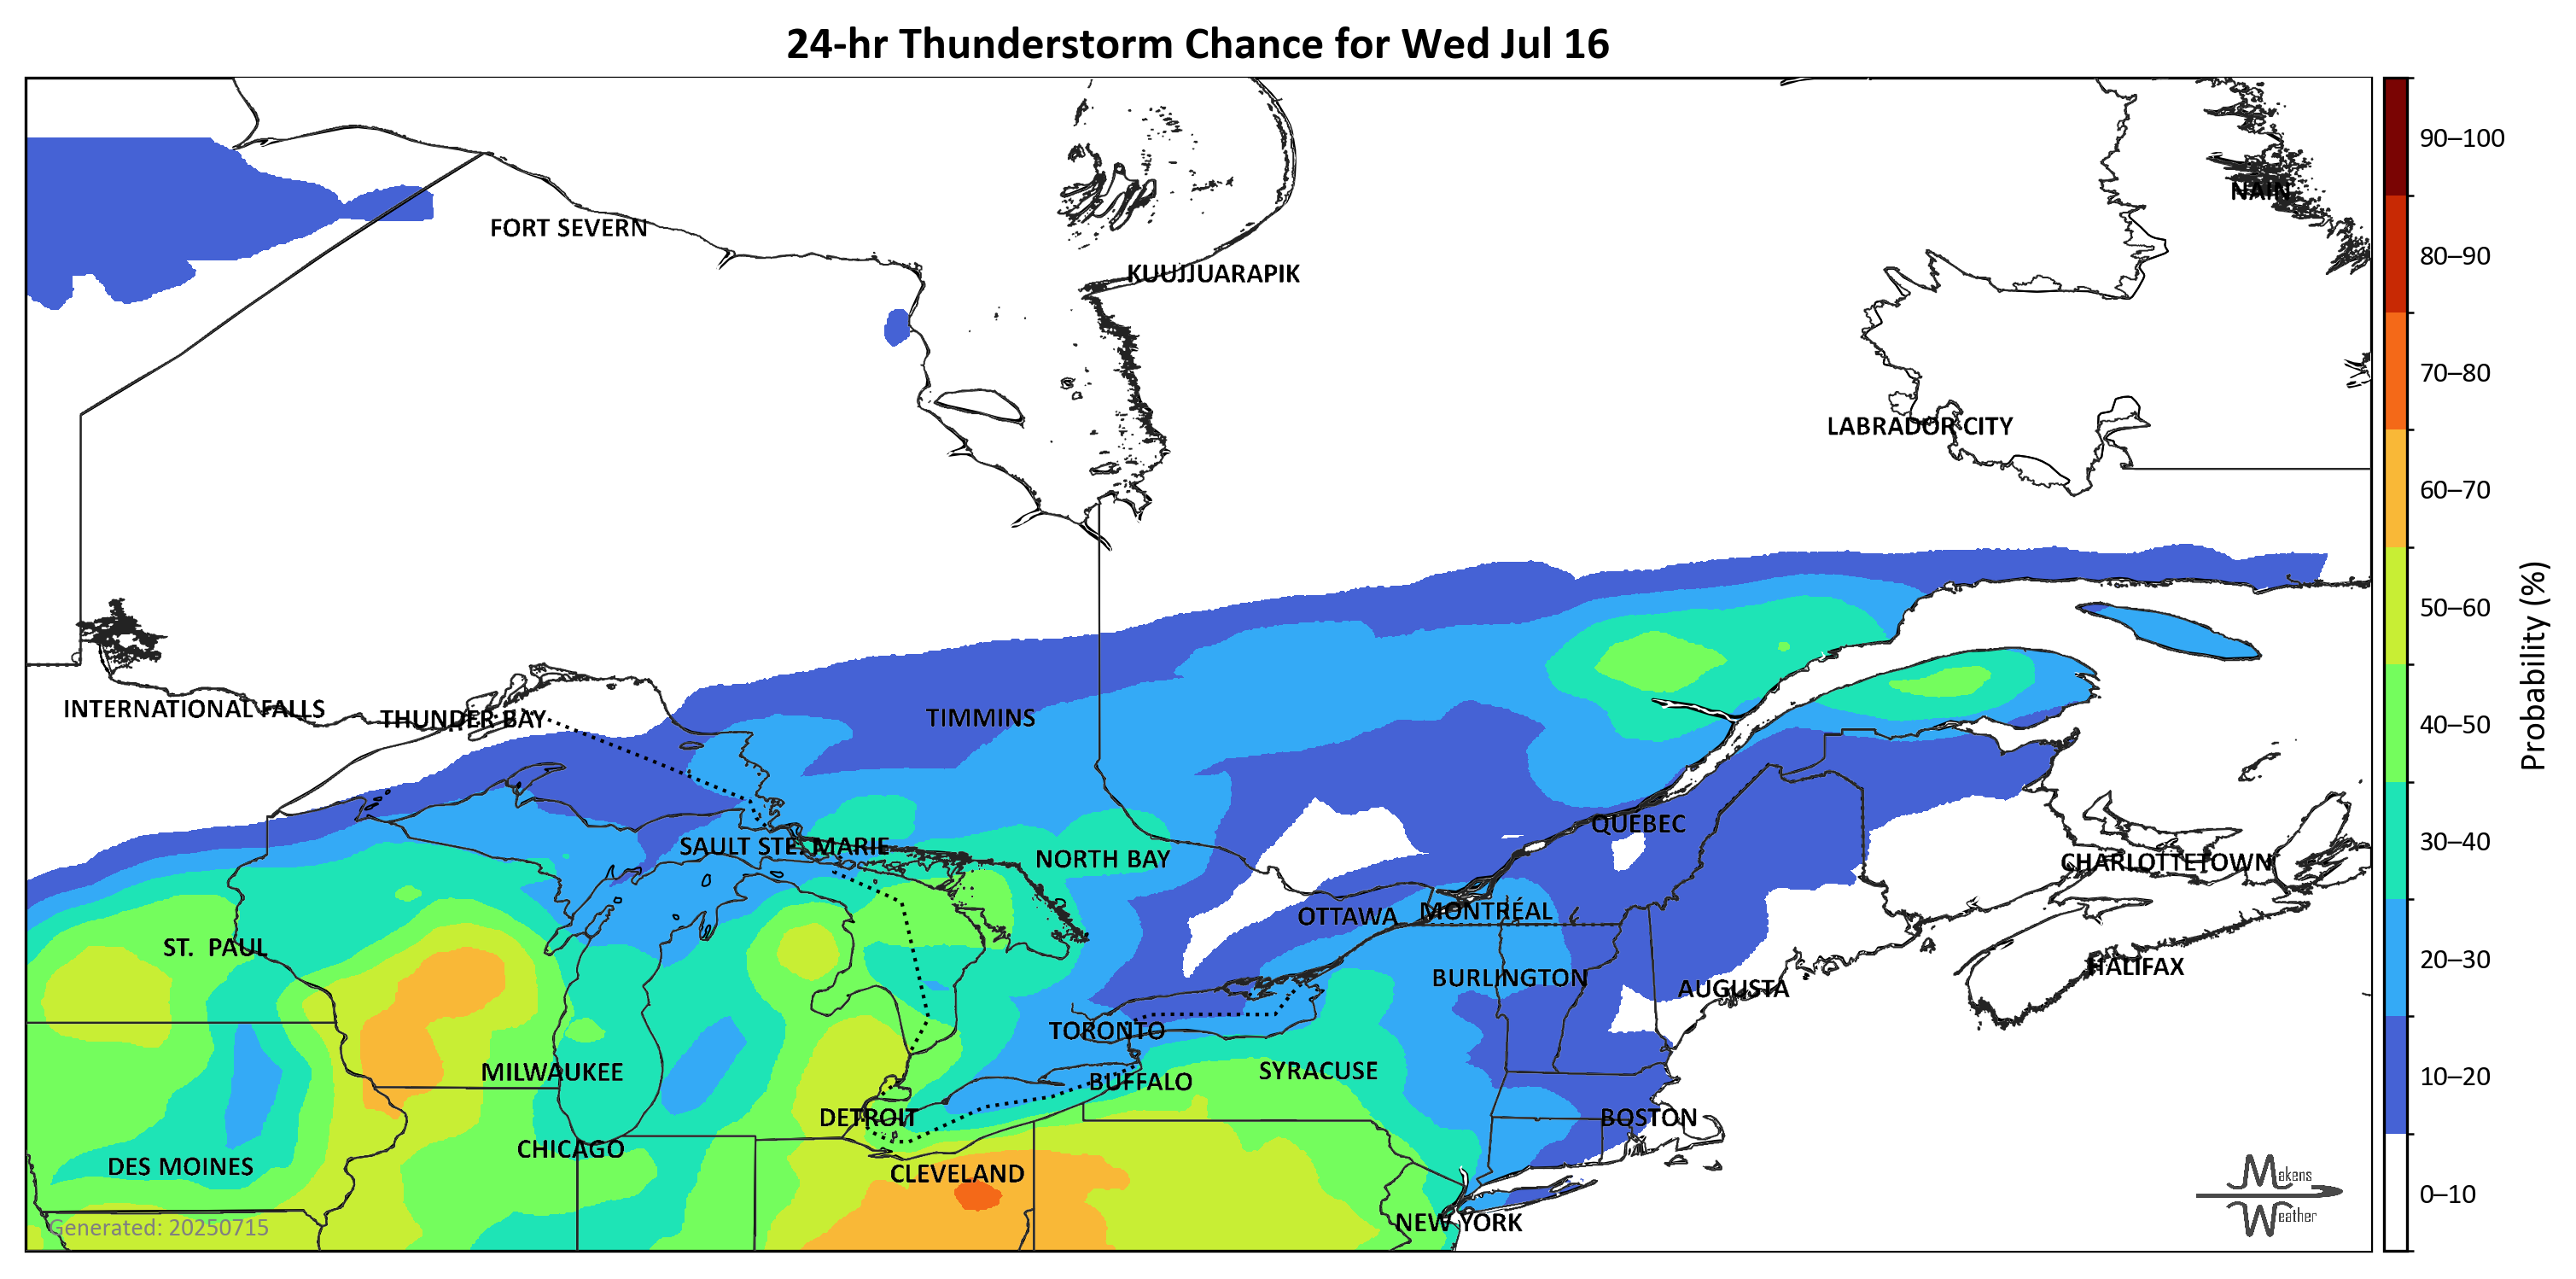 24-hr Thunderstorm Chance for Wed Jul 16
NAIN
FORT SEVERN
KUUJJUARAPIK
LABRADOR CITY
INTERNATIONAL FALLS
THUNDER BAY
TIMMINS
SAULT STE. MARIE
NORTH BAY
QUEBEC
CHARLOTTETOWN
OTTAWA
MONTRÉAL
ST. PAUL
BURLINGTON
AUGUSTA
HALIFAX
TORONTO
MILWAUKEE
BUFFALO
SYRACUSE
DETROIT
BOSTON
CHICAGO
DES MOINES
CLEVELAND
NEW YORK
Generated: 20250715
Makens
Weather
90–100
80–90
70–80
60–70
50–60
40–50
30–40
20–30
10–20
0–10
Probability (%)